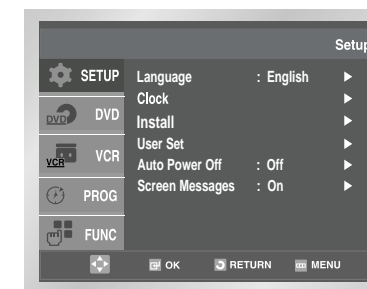 Setup
SETUP
Language : English ►
Clock ►
DVD DVD
Install ►
User Set ►
VCR VCR
Auto Power Off : Off ►
Screen Messages : On ►
PROG
FUNC
OK RETURN MENU